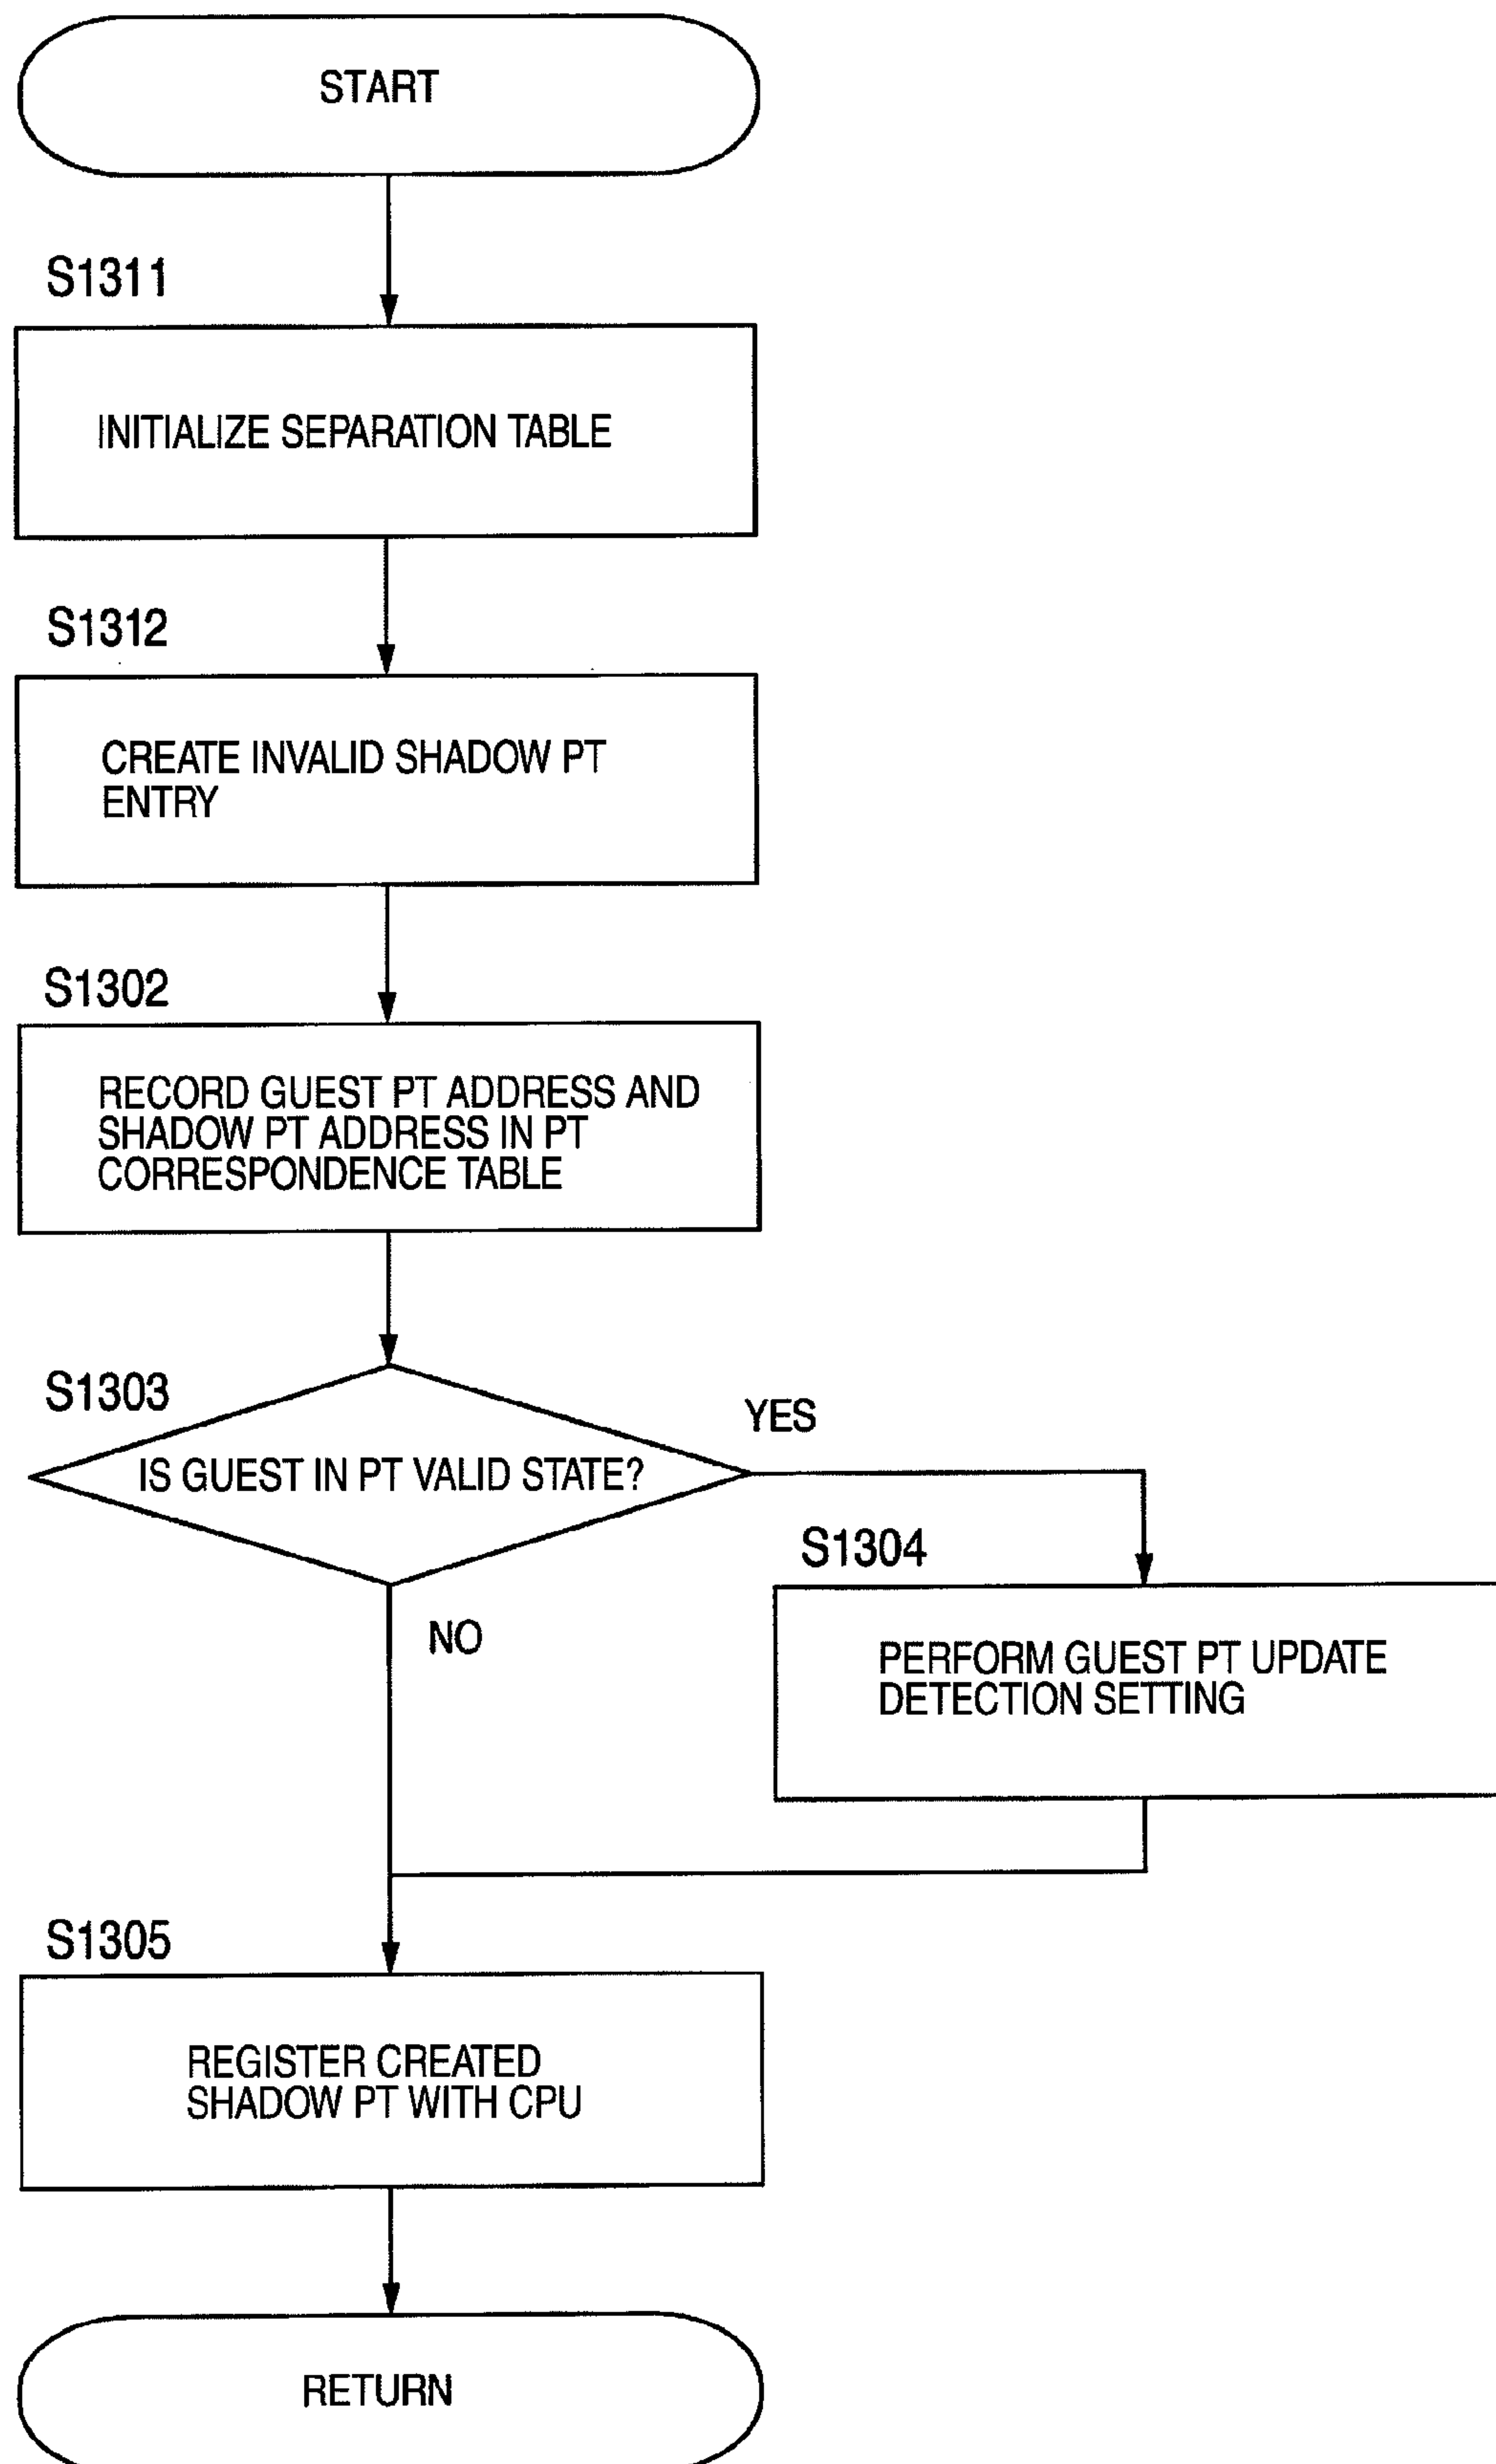 START
S1311
INITIALIZE SEPARATION TABLE
S1312
CREATE INVALID SHADOW PT
ENTRY
S1302
RECORD GUEST PT ADDRESS AND
SHADOW PT ADDRESS IN PT
CORRESPONDENCE TABLE
S1303
IS GUEST IN PT VALID STATE?
YES
NO
S1304
PERFORM GUEST PT UPDATE
DETECTION SETTING
S1305
REGISTER CREATED
SHADOW PT WITH CPU
RETURN